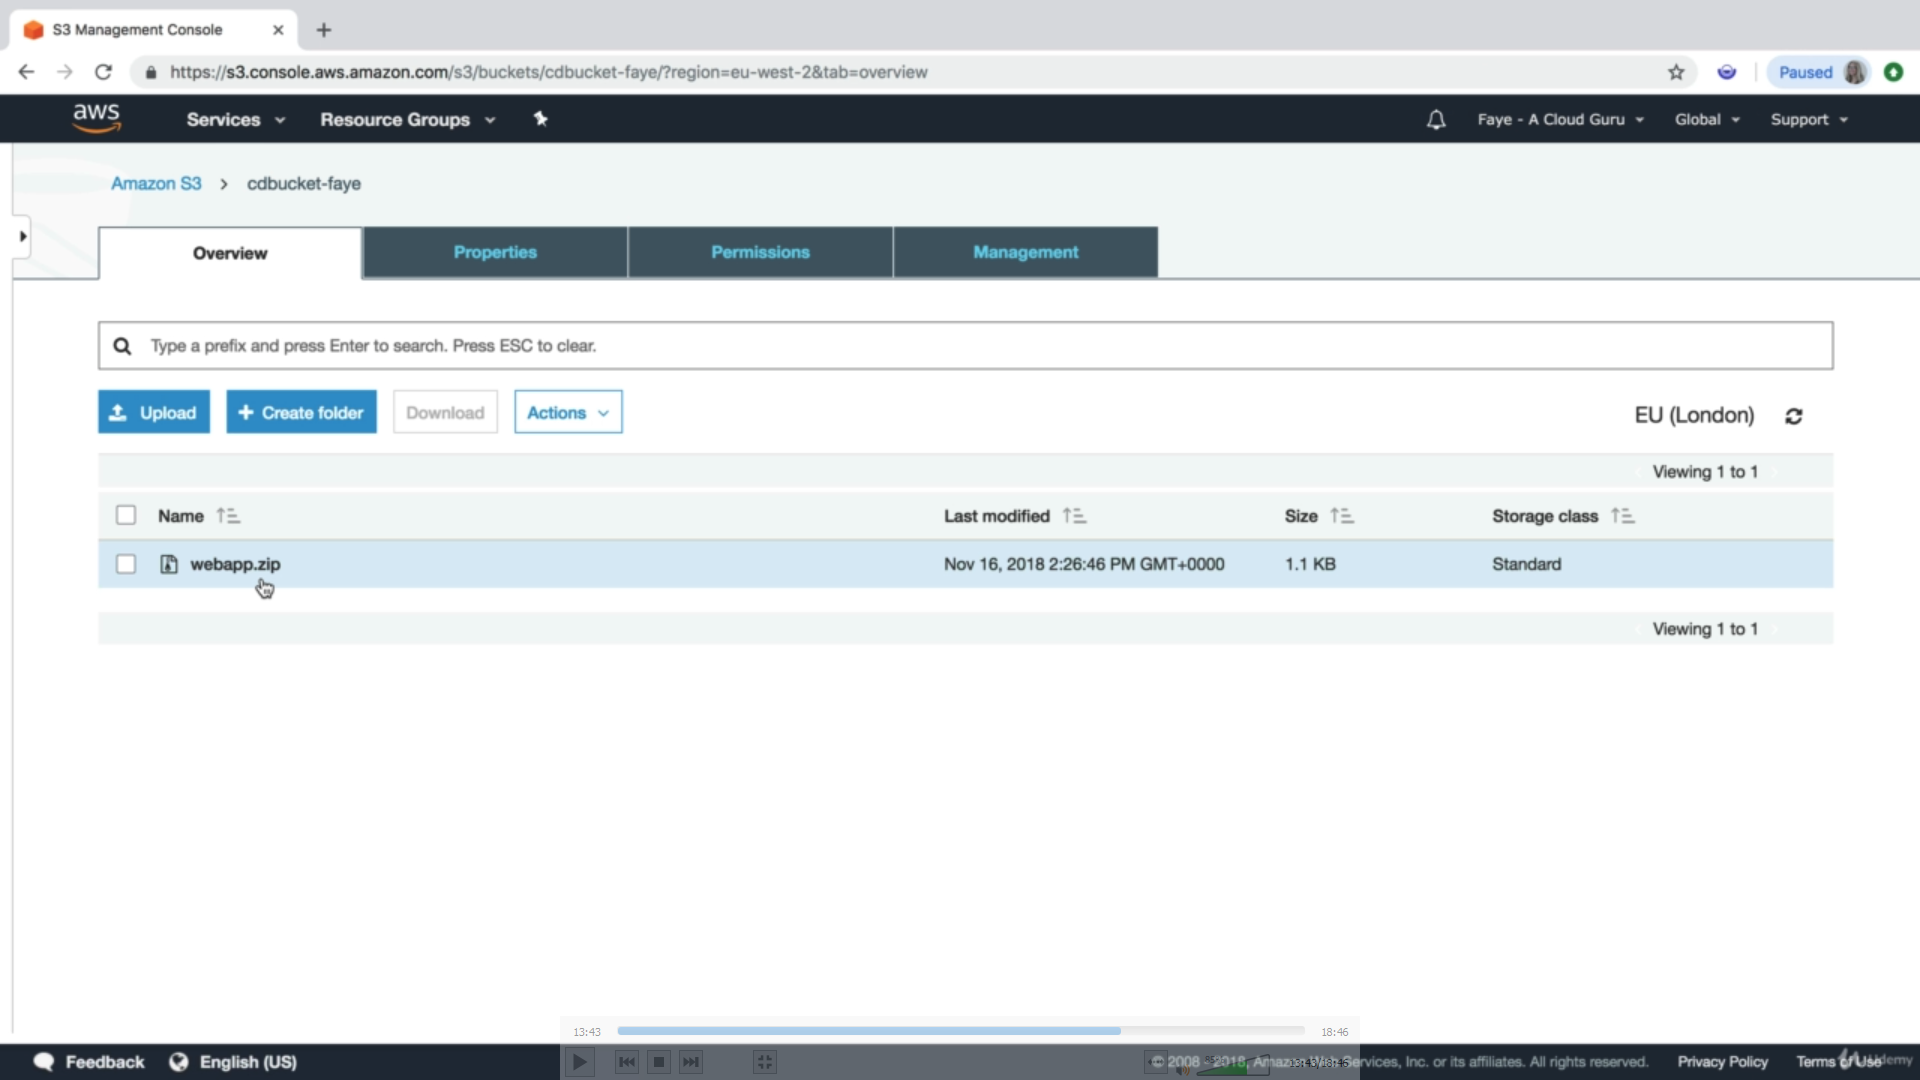 S3 Management Console
https://s3.console.aws.amazon.com/s3/buckets/cdbucket-faye/?region=eu-west-2&tab=overview
Paused
aws Services Resource Groups Faye - A Cloud Guru Global Support
Amazon S3 > cdbucket-faye
Overview Properties Permissions Management
Type a prefix and press Enter to search. Press ESC to clear.
Upload + Create folder Download Actions EU (London)
Viewing 1 to 1
Name Last modified Size Storage class
webapp.zip Nov 16, 2018 2:26:46 PM GMT+0000 1.1 KB Standard
Viewing 1 to 1
13:43 18:46
Feedback English (US) © 2008 - 2018, Amazon Web Services, Inc. or its affiliates. All rights reserved. Privacy Policy Terms of Use